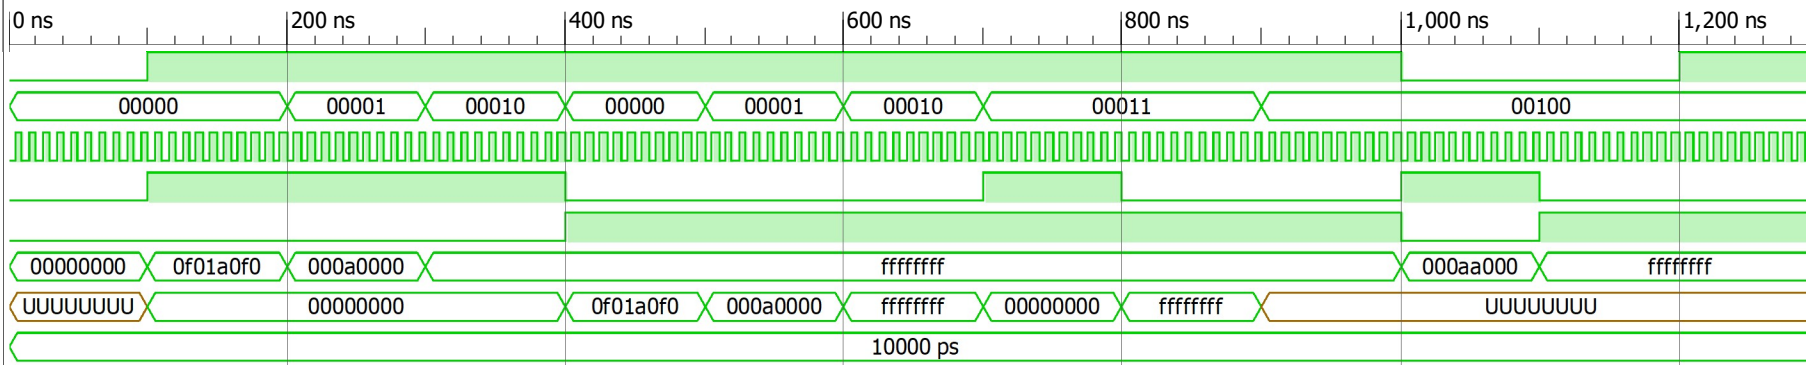 0 ns 200 ns 400 ns 600 ns 800 ns 1,000 ns 1,200 ns
00000 00001 00010 00000 00001 00010 00011 00100
00000000 0f01a0f0 000a0000 ffffffff 000aa000 ffffffff
UUUUUUUU 00000000 0f01a0f0 000a0000 ffffffff 00000000 ffffffff UUUUUUUU
10000 ps